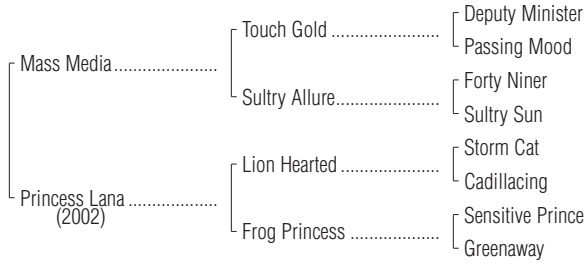 Deputy Minister
Touch Gold ......................
Passing Mood
Mass Media.....................
Forty Niner
Sultry Allure.....................
Sultry Sun
Storm Cat
Lion Hearted ....................
Cadillacing
Princess Lana ..................
(2002)
Sensitive Prince
Frog Princess ..................
Greenaway